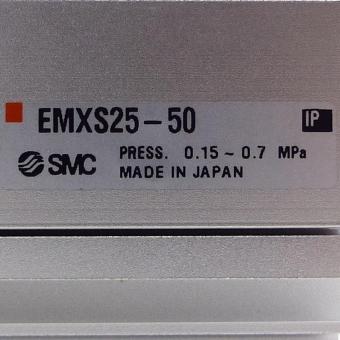 EMXS25-50 IP
SMC PRESS. 0.15~0.7 MPa
MADE IN JAPAN